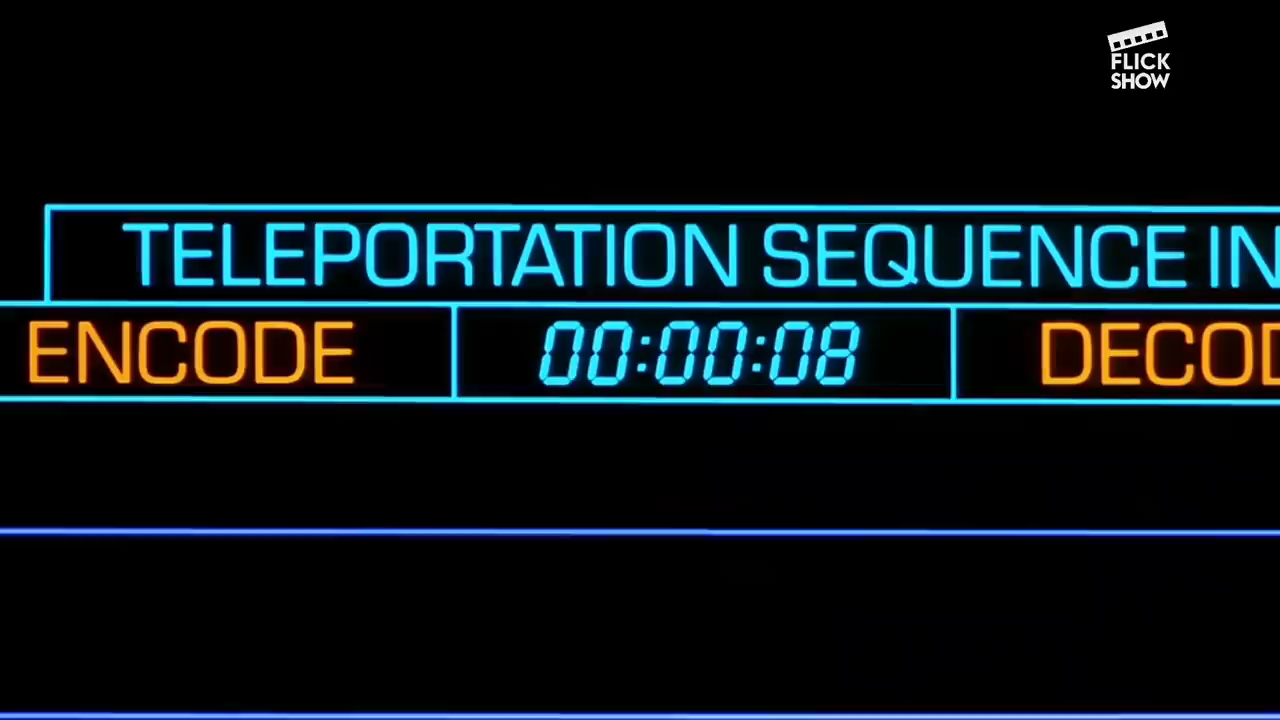 FLICK
SHOW
TELEPORTATION SEQUENCE IN
ENCODE 00:00:08 DECOD